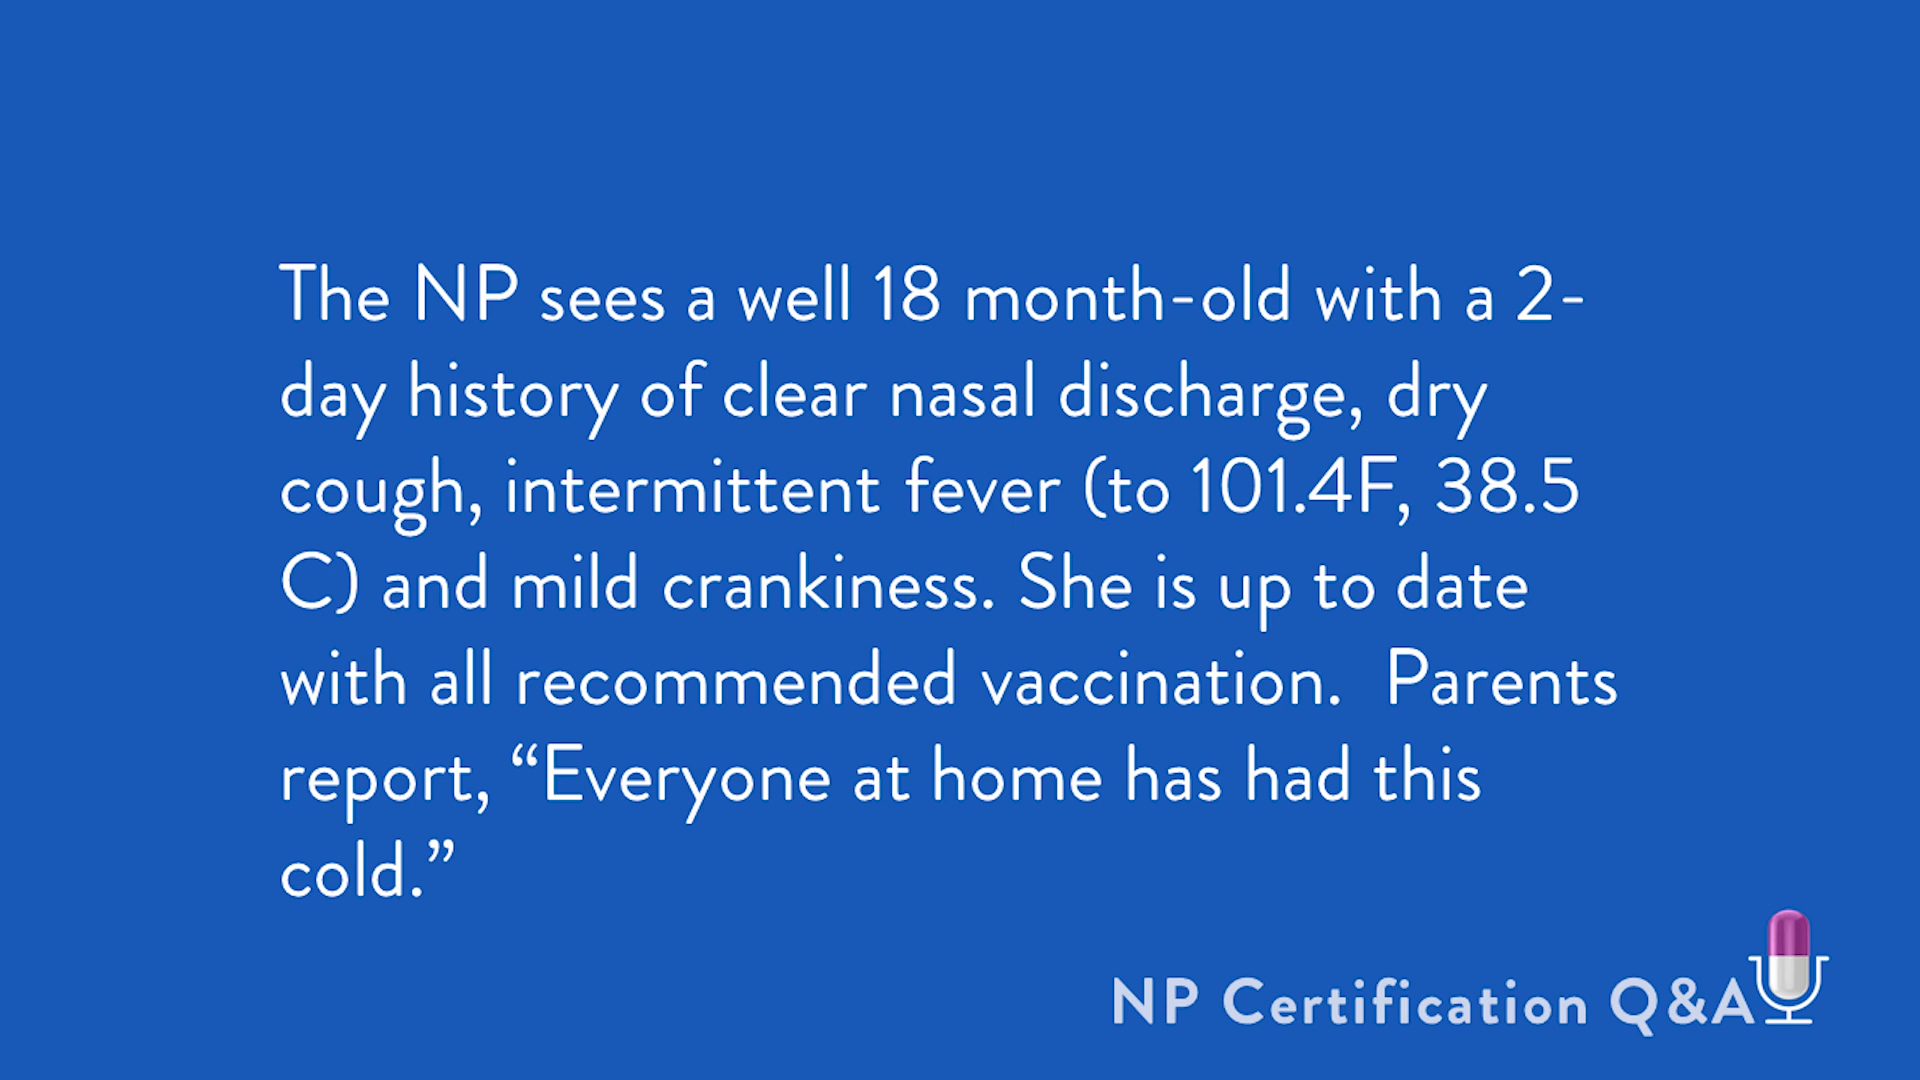 The NP sees a well 18 month-old with a 2-
day history of clear nasal discharge, dry
cough, intermittent fever (to 101.4F, 38.5
C) and mild crankiness. She is up to date
with all recommended vaccination.  Parents
report, “Everyone at home has had this
cold.”
NP Certification Q&A